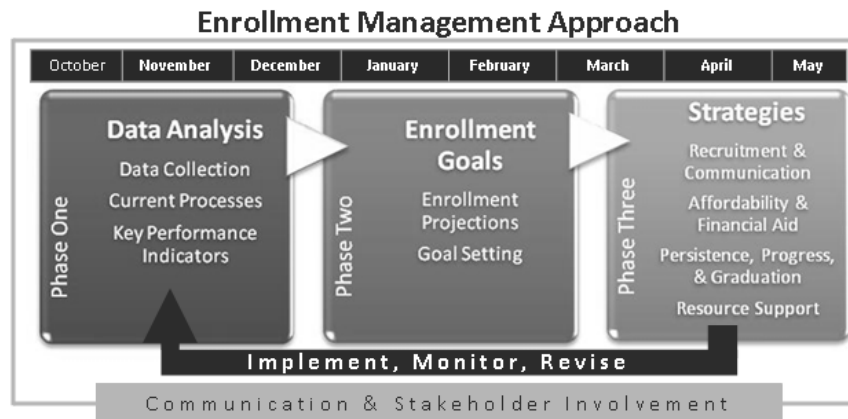 Enrollment Management Approach
October November December January February March April May
Phase One
Data Analysis
Data Collection
Current Processes
Key Performance
Indicators
Phase Two
Enrollment
Goals
Enrollment
Projections
Goal Setting
Phase Three
Strategies
Recruitment &
Communication
Affordability &
Financial Aid
Persistence, Progress,
& Graduation
Resource Support
Implement, Monitor, Revise
Communication & Stakeholder Involvement